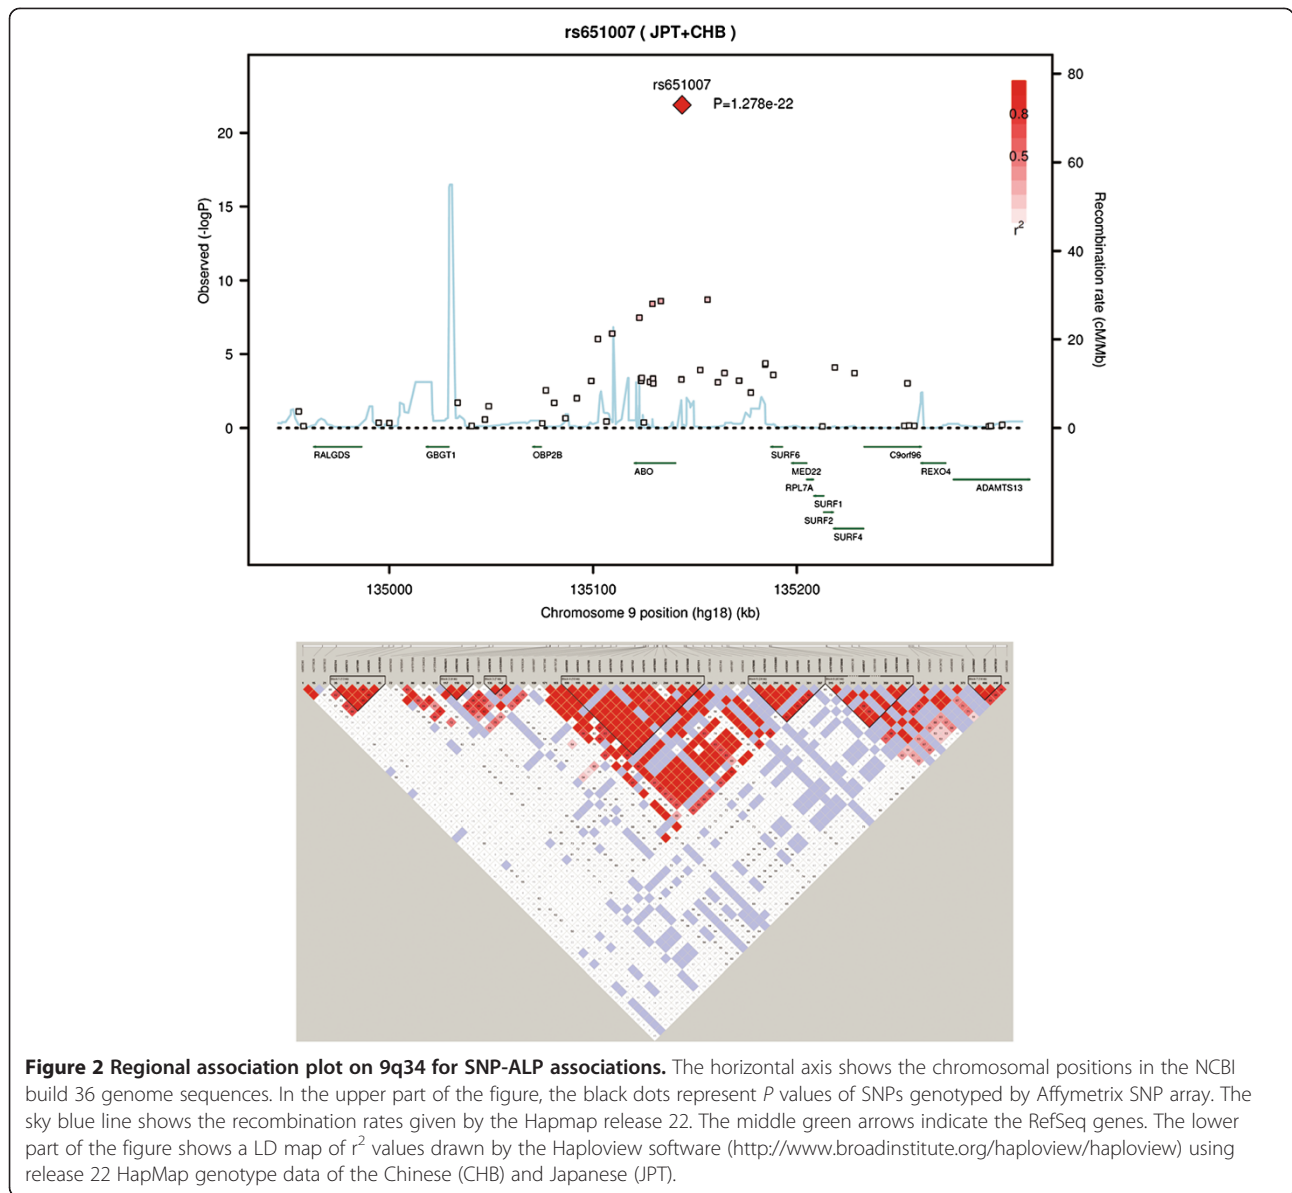 rs651007 ( JPT+CHB )
rs651007
P=1.278e-22
0.8
0.5
r2
20
15
10
5
0
Observed (-logP)
80
60
40
20
0
Recombination rate (cM/Mb)
RALGDS
GBGT1
OBP2B
ABO
SURF6
MED22
RPL7A
SURF1
SURF2
SURF4
C9orf96
REXO4
ADAMTS13
135000
135100
135200
Chromosome 9 position (hg18) (kb)
Figure 2 Regional association plot on 9q34 for SNP-ALP associations. The horizontal axis shows the chromosomal positions in the NCBI
build 36 genome sequences. In the upper part of the figure, the black dots represent P values of SNPs genotyped by Affymetrix SNP array. The
sky blue line shows the recombination rates given by the Hapmap release 22. The middle green arrows indicate the RefSeq genes. The lower
part of the figure shows a LD map of r2 values drawn by the Haploview software (http://www.broadinstitute.org/haploview/haploview) using
release 22 HapMap genotype data of the Chinese (CHB) and Japanese (JPT).